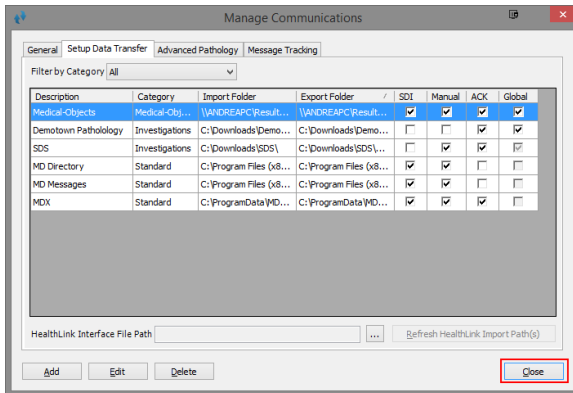 Manage Communications
General Setup Data Transfer Advanced Pathology Message Tracking
Filter by Category All
Description Category Import Folder Export Folder SDI Manual ACK Global
Medical-Objects Medical-Obj... \\ANDREAPC\Result... \\ANDREAPC\Result...
Demotown Patholology Investigations C:\Downloads\Demo... C:\Downloads\Demo...
SDS Investigations C:\Downloads\SDS\ C:\Downloads\SDS\...
MD Directory Standard C:\Program Files (x8... C:\Program Files (x8...
MD Messages Standard C:\Program Files (x8... C:\Program Files (x8...
MDX Standard C:\ProgramData\MD... C:\ProgramData\MD...
HealthLink Interface File Path ... Refresh HealthLink Import Path(s)
Add Edit Delete Close